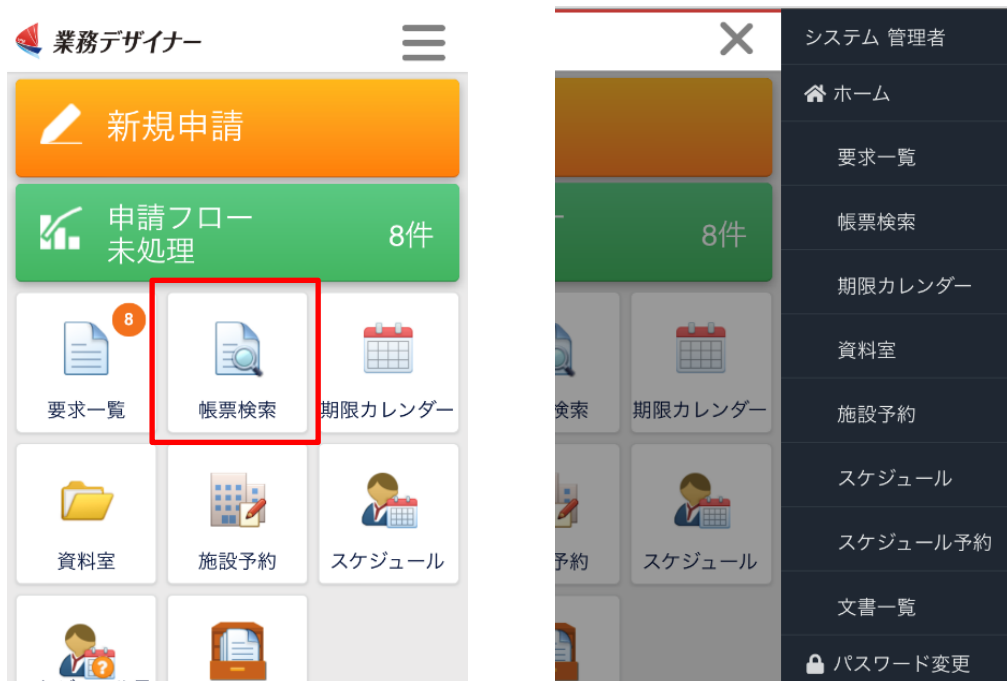 業務デザイナー
新規申請
申請フロー
未処理
8件
8
要求一覧
帳票検索
期限カレンダー
資料室
施設予約
スケジュール
ー
8件
検索
期限カレンダー
予約
スケジュール
システム 管理者
ホーム
要求一覧
帳票検索
期限カレンダー
資料室
施設予約
スケジュール
スケジュール予約
文書一覧
パスワード変更